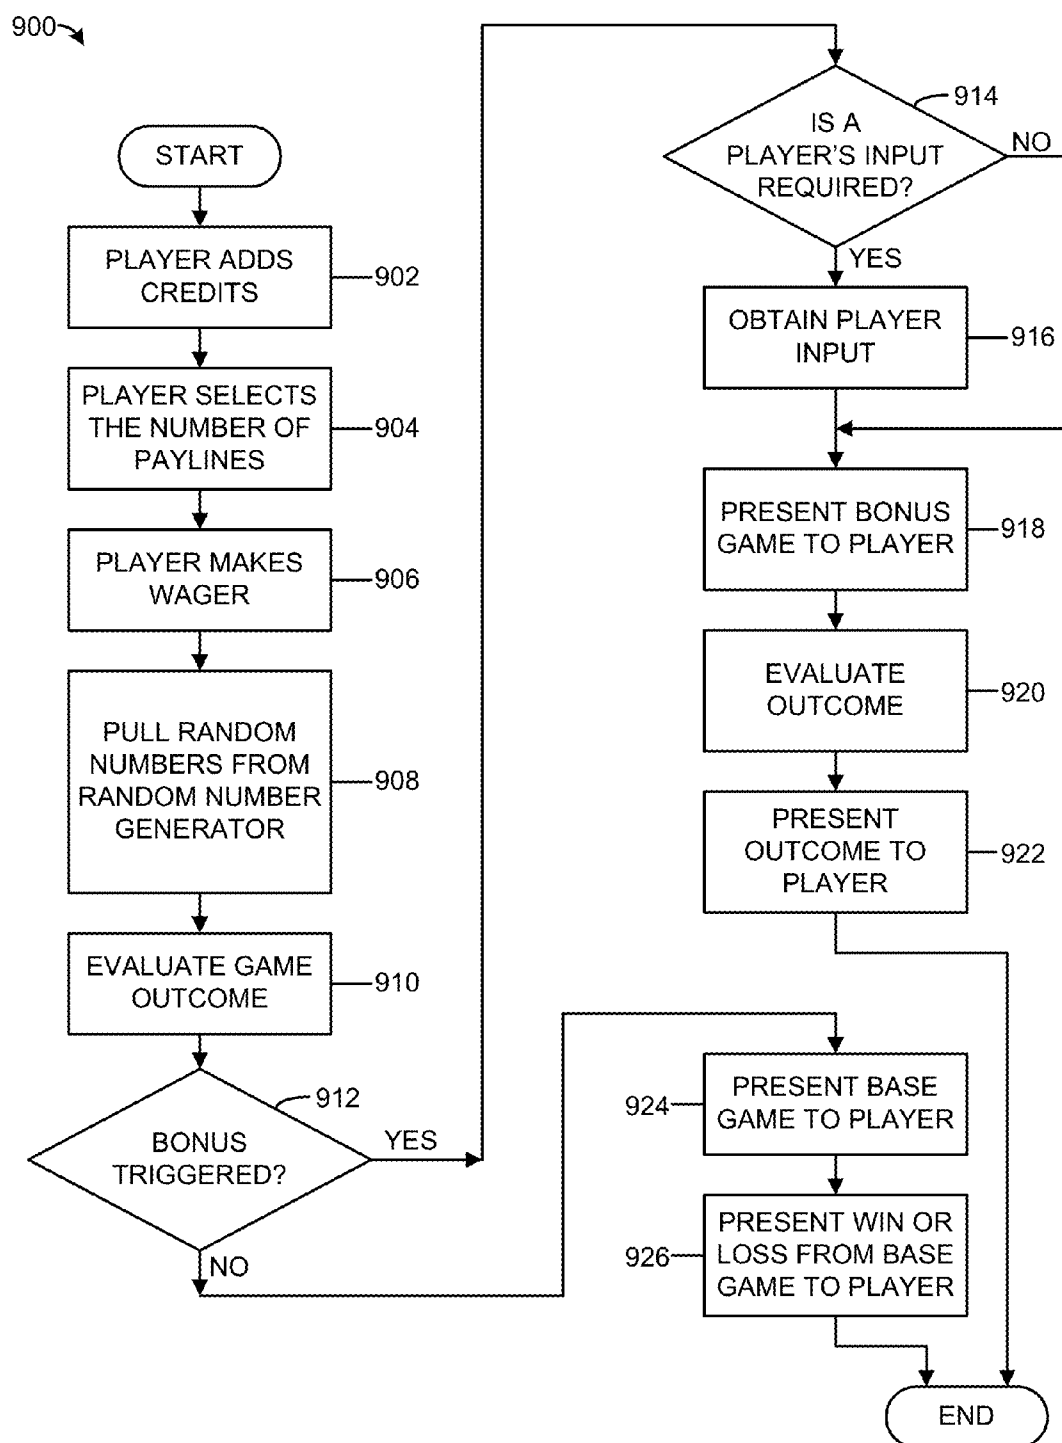 900
START
PLAYER ADDS
CREDITS
902
PLAYER SELECTS
THE NUMBER OF
PAYLINES
904
PLAYER MAKES
WAGER
906
PULL RANDOM
NUMBERS FROM
RANDOM NUMBER
GENERATOR
908
EVALUATE GAME
OUTCOME
910
912
BONUS
TRIGGERED?
YES
NO
914
IS A
PLAYER'S INPUT
REQUIRED?
NO
YES
OBTAIN PLAYER
INPUT
916
PRESENT BONUS
GAME TO PLAYER
918
EVALUATE
OUTCOME
920
PRESENT
OUTCOME TO
PLAYER
922
PRESENT BASE
GAME TO PLAYER
924
PRESENT WIN OR
LOSS FROM BASE
GAME TO PLAYER
926
END